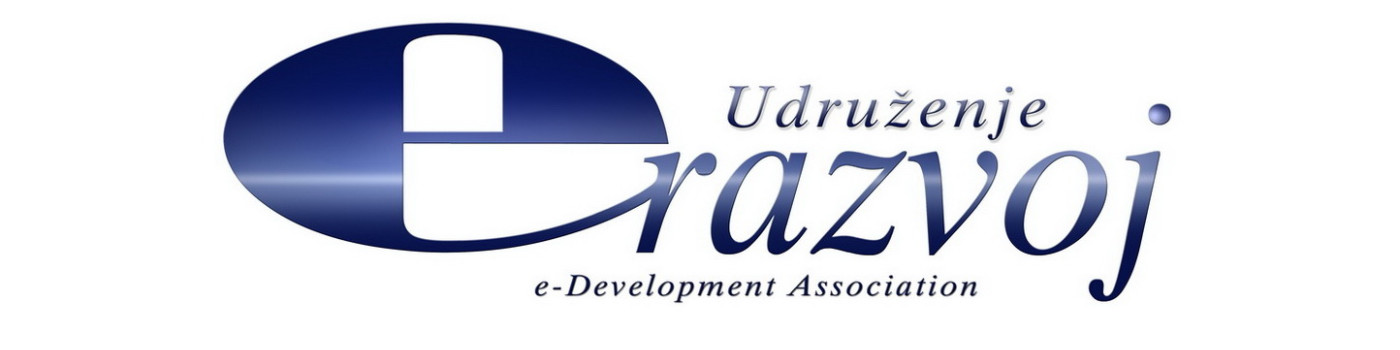 Udruženje
erazvoj
e-Development Association